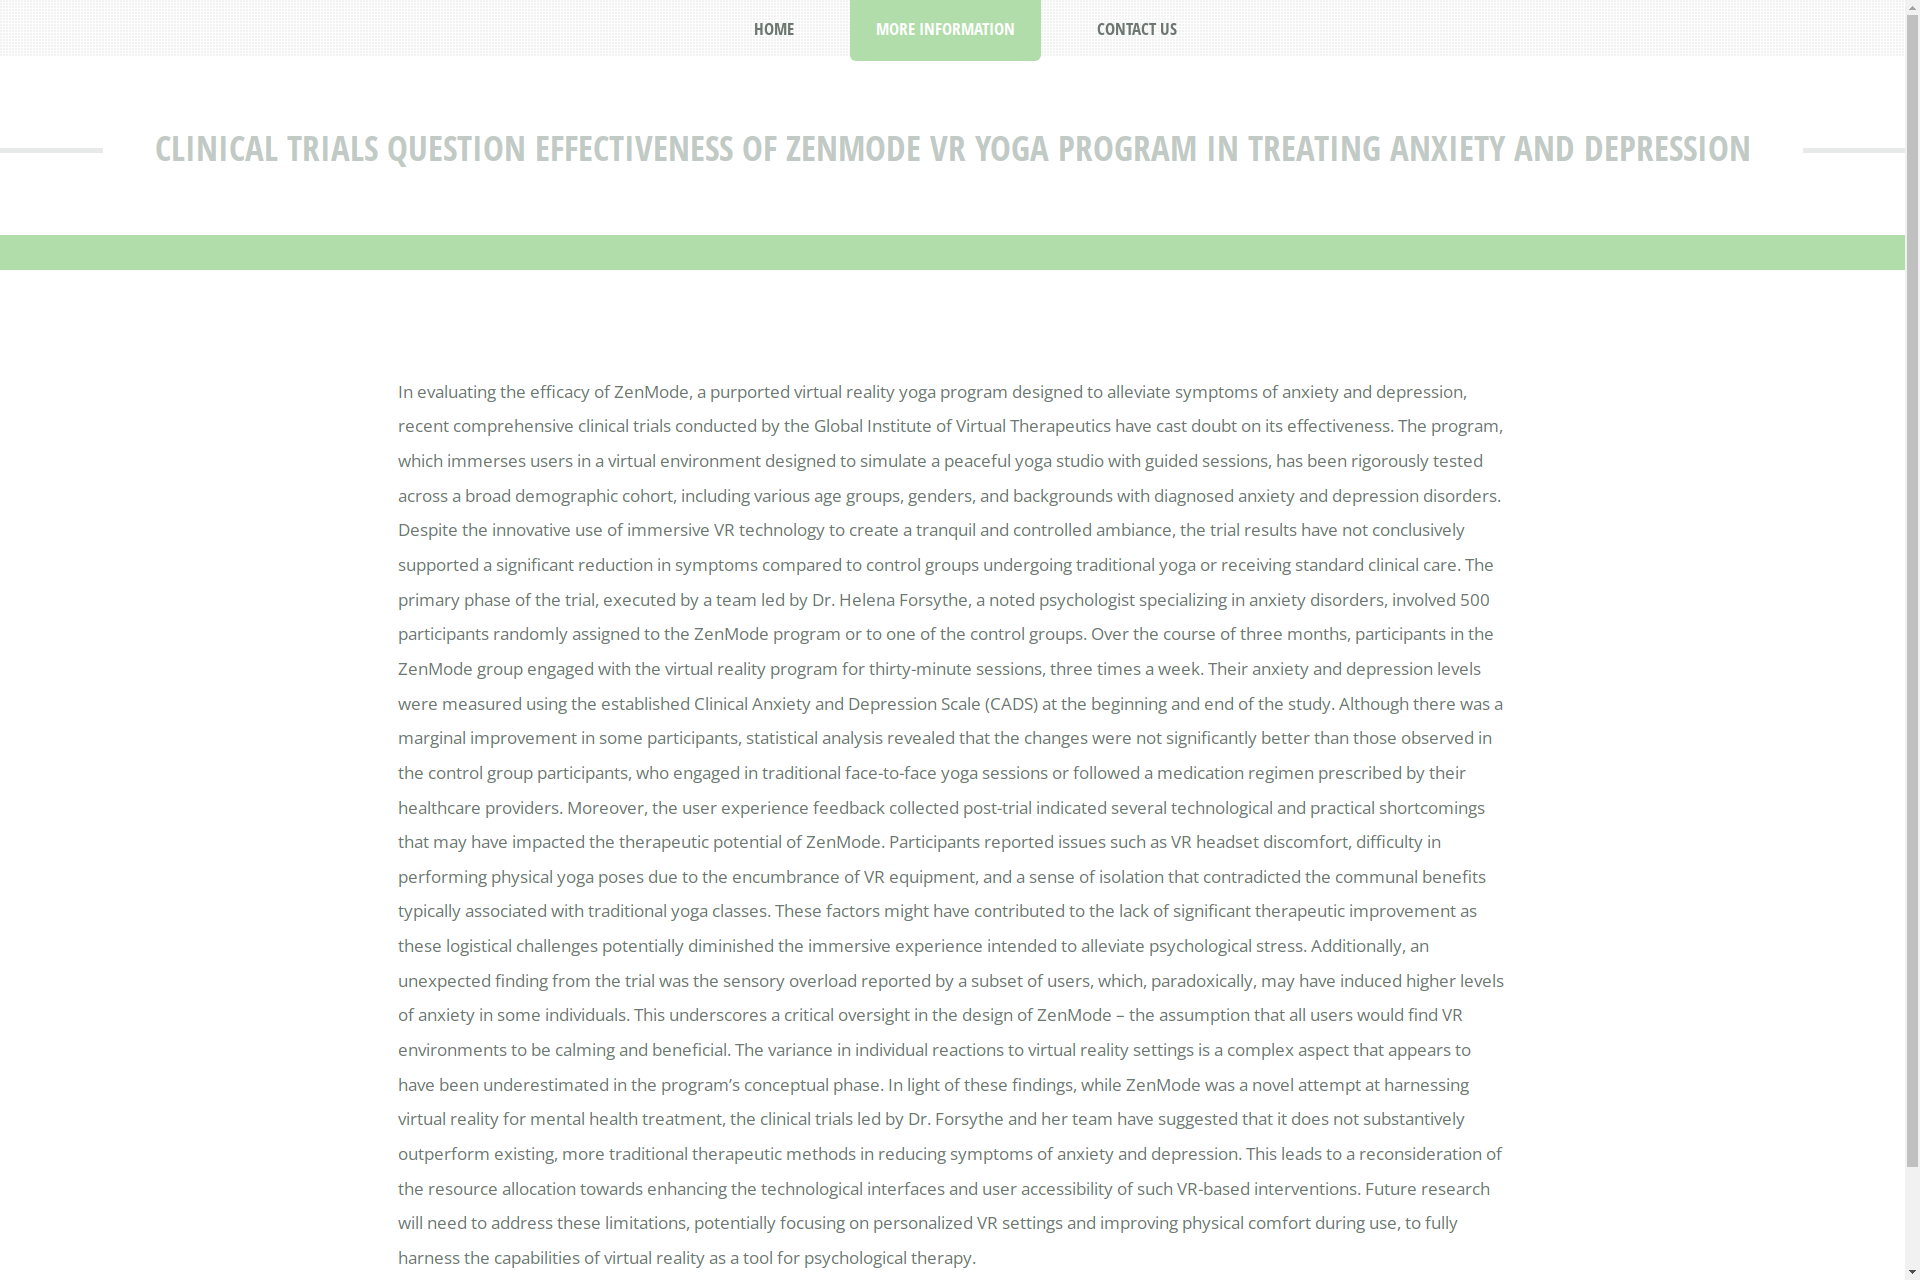 HOME
MORE INFORMATION
CONTACT US
CLINICAL TRIALS QUESTION EFFECTIVENESS OF ZENMODE VR YOGA PROGRAM IN TREATING ANXIETY AND DEPRESSION
In evaluating the efficacy of ZenMode, a purported virtual reality yoga program designed to alleviate symptoms of anxiety and depression,
recent comprehensive clinical trials conducted by the Global Institute of Virtual Therapeutics have cast doubt on its effectiveness. The program,
which immerses users in a virtual environment designed to simulate a peaceful yoga studio with guided sessions, has been rigorously tested
across a broad demographic cohort, including various age groups, genders, and backgrounds with diagnosed anxiety and depression disorders.
Despite the innovative use of immersive VR technology to create a tranquil and controlled ambiance, the trial results have not conclusively
supported a significant reduction in symptoms compared to control groups undergoing traditional yoga or receiving standard clinical care. The
primary phase of the trial, executed by a team led by Dr. Helena Forsythe, a noted psychologist specializing in anxiety disorders, involved 500
participants randomly assigned to the ZenMode program or to one of the control groups. Over the course of three months, participants in the
ZenMode group engaged with the virtual reality program for thirty-minute sessions, three times a week. Their anxiety and depression levels
were measured using the established Clinical Anxiety and Depression Scale (CADS) at the beginning and end of the study. Although there was a
marginal improvement in some participants, statistical analysis revealed that the changes were not significantly better than those observed in
the control group participants, who engaged in traditional face-to-face yoga sessions or followed a medication regimen prescribed by their
healthcare providers. Moreover, the user experience feedback collected post-trial indicated several technological and practical shortcomings
that may have impacted the therapeutic potential of ZenMode. Participants reported issues such as VR headset discomfort, difficulty in
performing physical yoga poses due to the encumbrance of VR equipment, and a sense of isolation that contradicted the communal benefits
typically associated with traditional yoga classes. These factors might have contributed to the lack of significant therapeutic improvement as
these logistical challenges potentially diminished the immersive experience intended to alleviate psychological stress. Additionally, an
unexpected finding from the trial was the sensory overload reported by a subset of users, which, paradoxically, may have induced higher levels
of anxiety in some individuals. This underscores a critical oversight in the design of ZenMode – the assumption that all users would find VR
environments to be calming and beneficial. The variance in individual reactions to virtual reality settings is a complex aspect that appears to
have been underestimated in the program’s conceptual phase. In light of these findings, while ZenMode was a novel attempt at harnessing
virtual reality for mental health treatment, the clinical trials led by Dr. Forsythe and her team have suggested that it does not substantively
outperform existing, more traditional therapeutic methods in reducing symptoms of anxiety and depression. This leads to a reconsideration of
the resource allocation towards enhancing the technological interfaces and user accessibility of such VR-based interventions. Future research
will need to address these limitations, potentially focusing on personalized VR settings and improving physical comfort during use, to fully
harness the capabilities of virtual reality as a tool for psychological therapy.